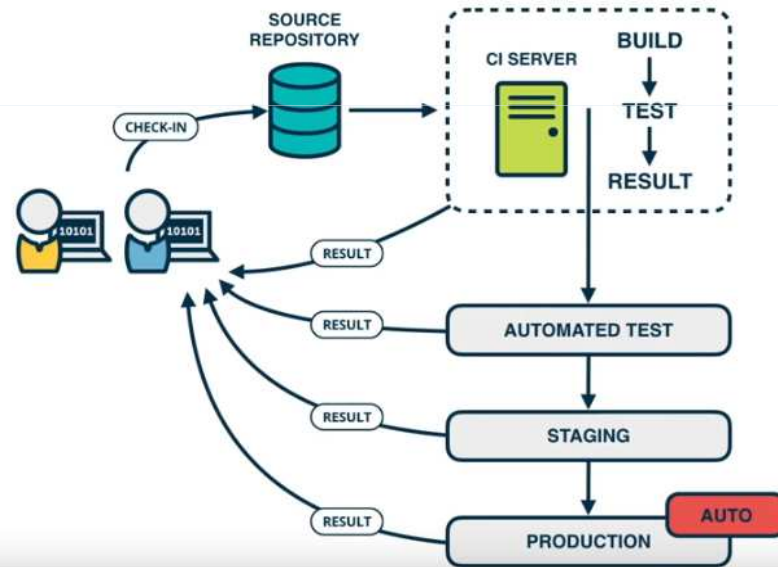 SOURCE
REPOSITORY
CI SERVER
BUILD
TEST
RESULT
CHECK-IN
10101
10101
RESULT
RESULT
AUTOMATED TEST
RESULT
STAGING
RESULT
PRODUCTION
AUTO